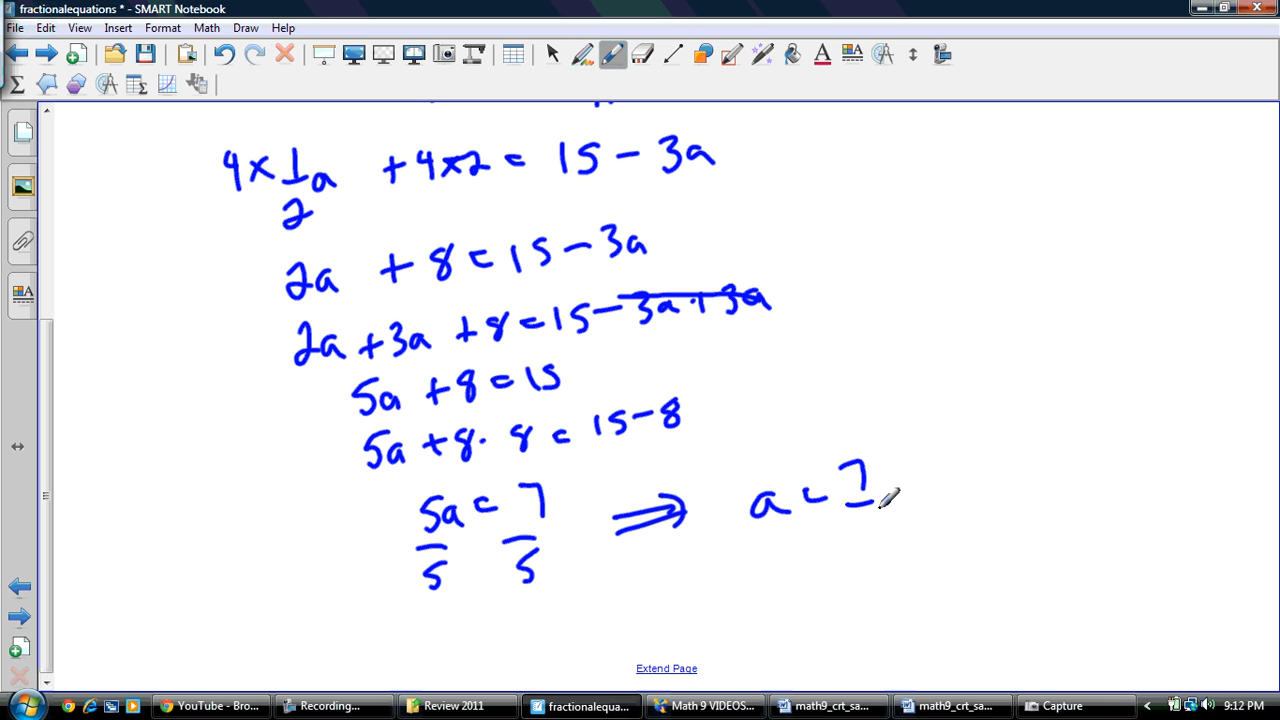 fractionalequations * - SMART Notebook
File Edit View Insert Format Math Draw Help
4 × 1/2 a + 4×2 = 15 - 3a
2a + 8 = 15 - 3a
2a + 3a + 8 = 15 - 3a + 3a
5a + 8 = 15
5a + 8 - 8 = 15 - 8
5a = 7 ⇒ a = 7
5 5
Extend Page
YouTube - Bro... Recording... Review 2011 fractionalequa... Math 9 VIDEOS... math9_crt_sa... math9_crt_sa... Capture 9:12 PM